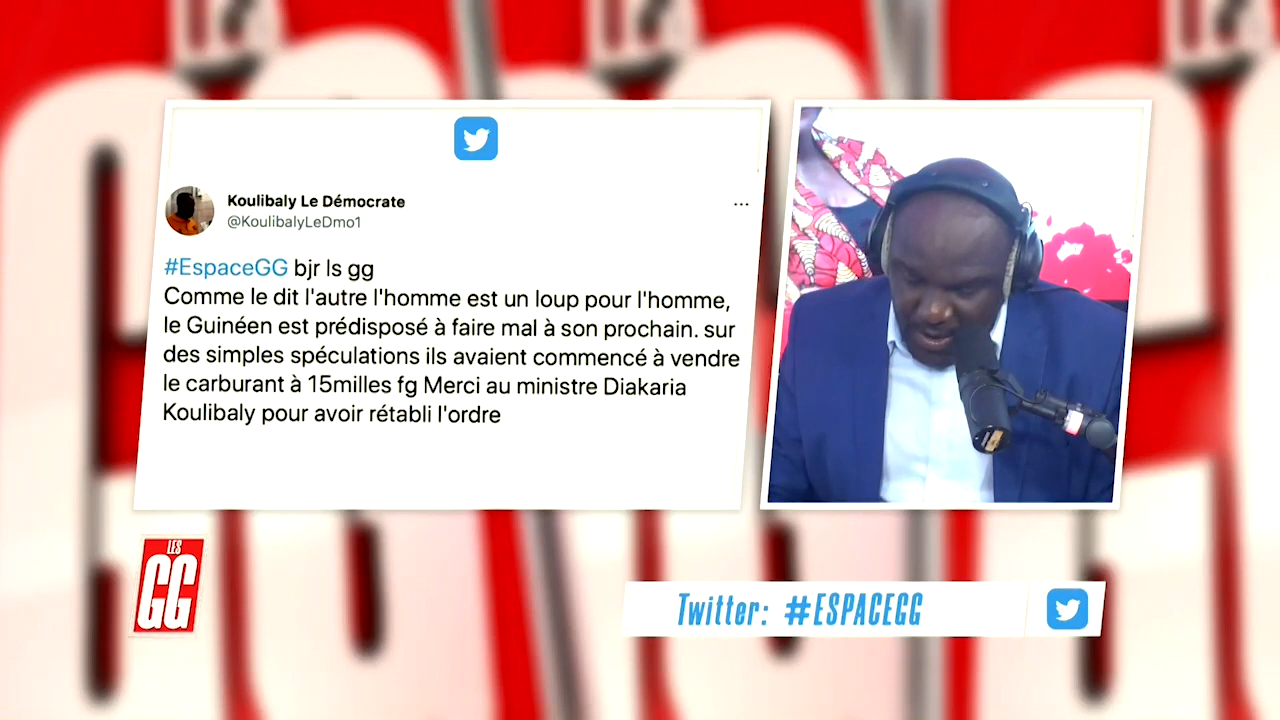 Koulibaly Le Démocrate
@KoulibalyLeDmo1
...
#EspaceGG bjr ls gg
Comme le dit l'autre l'homme est un loup pour l'homme,
le Guinéen est prédisposé à faire mal à son prochain. sur
des simples spéculations ils avaient commencé à vendre
le carburant à 15milles fg Merci au ministre Diakaria
Koulibaly pour avoir rétabli l'ordre
LES
GG
Twitter: #ESPACEGG